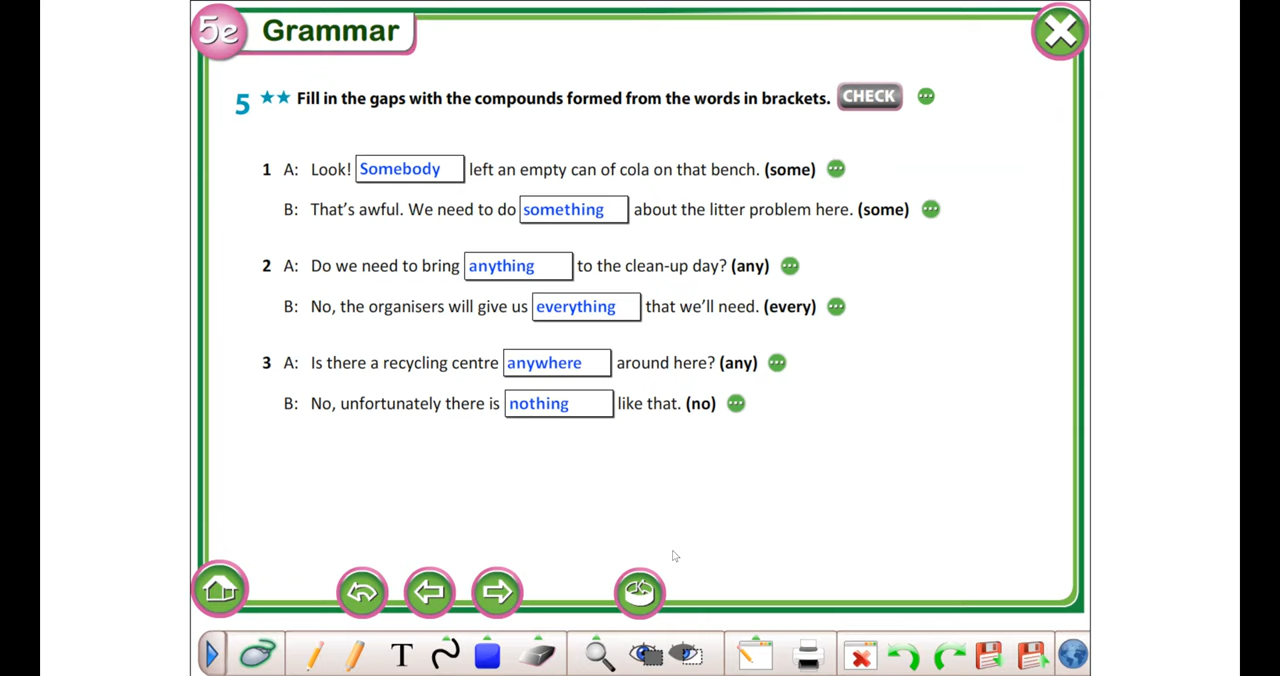 5e Grammar
5 ★★ Fill in the gaps with the compounds formed from the words in brackets. CHECK
1 A: Look! Somebody left an empty can of cola on that bench. (some)
B: That's awful. We need to do something about the litter problem here. (some)
2 A: Do we need to bring anything to the clean-up day? (any)
B: No, the organisers will give us everything that we'll need. (every)
3 A: Is there a recycling centre anywhere around here? (any)
B: No, unfortunately there is nothing like that. (no)
T